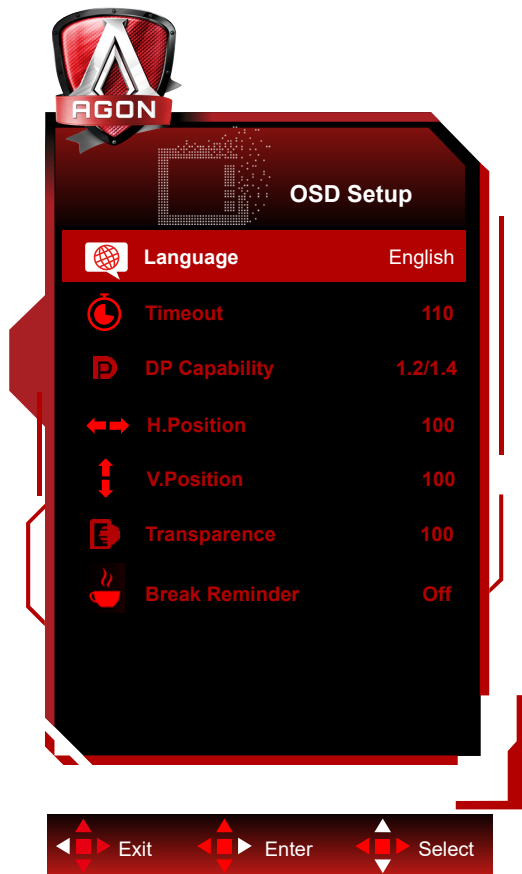 AGON
OSD Setup
Language English
Timeout 110
DP Capability 1.2/1.4
H.Position 100
V.Position 100
Transparence 100
Break Reminder Off
Exit Enter Select